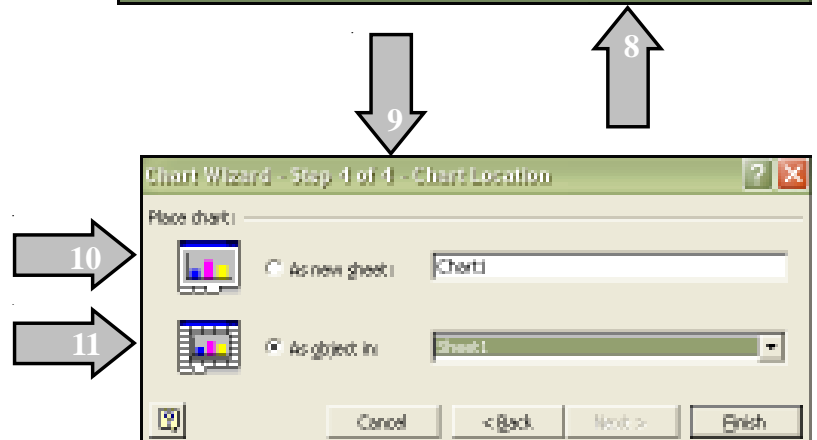 8
9
Chart Wizard - Step 4 of 4 - Chart Location
Place chart:
10
As new sheet: Chart1
11
As object in: Sheet1
Cancel < Back Next > Finish